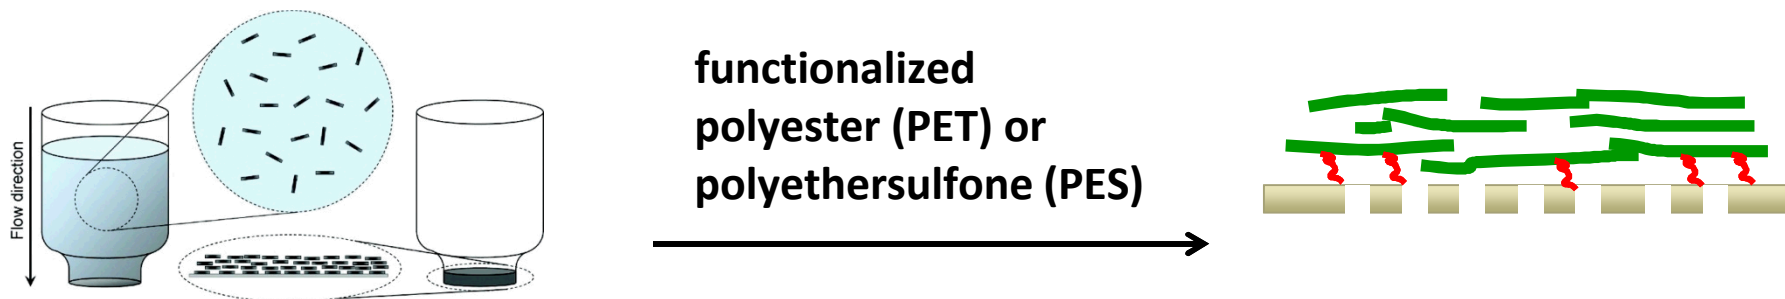 Flow direction
functionalized
polyester (PET) or
polyethersulfone (PES)